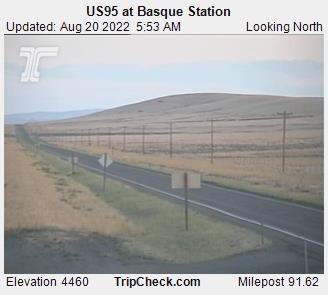 US95 at Basque Station
Updated: Aug 20 2022 5:53 AM Looking North
Elevation 4460 TripCheck.com Milepost 91.62